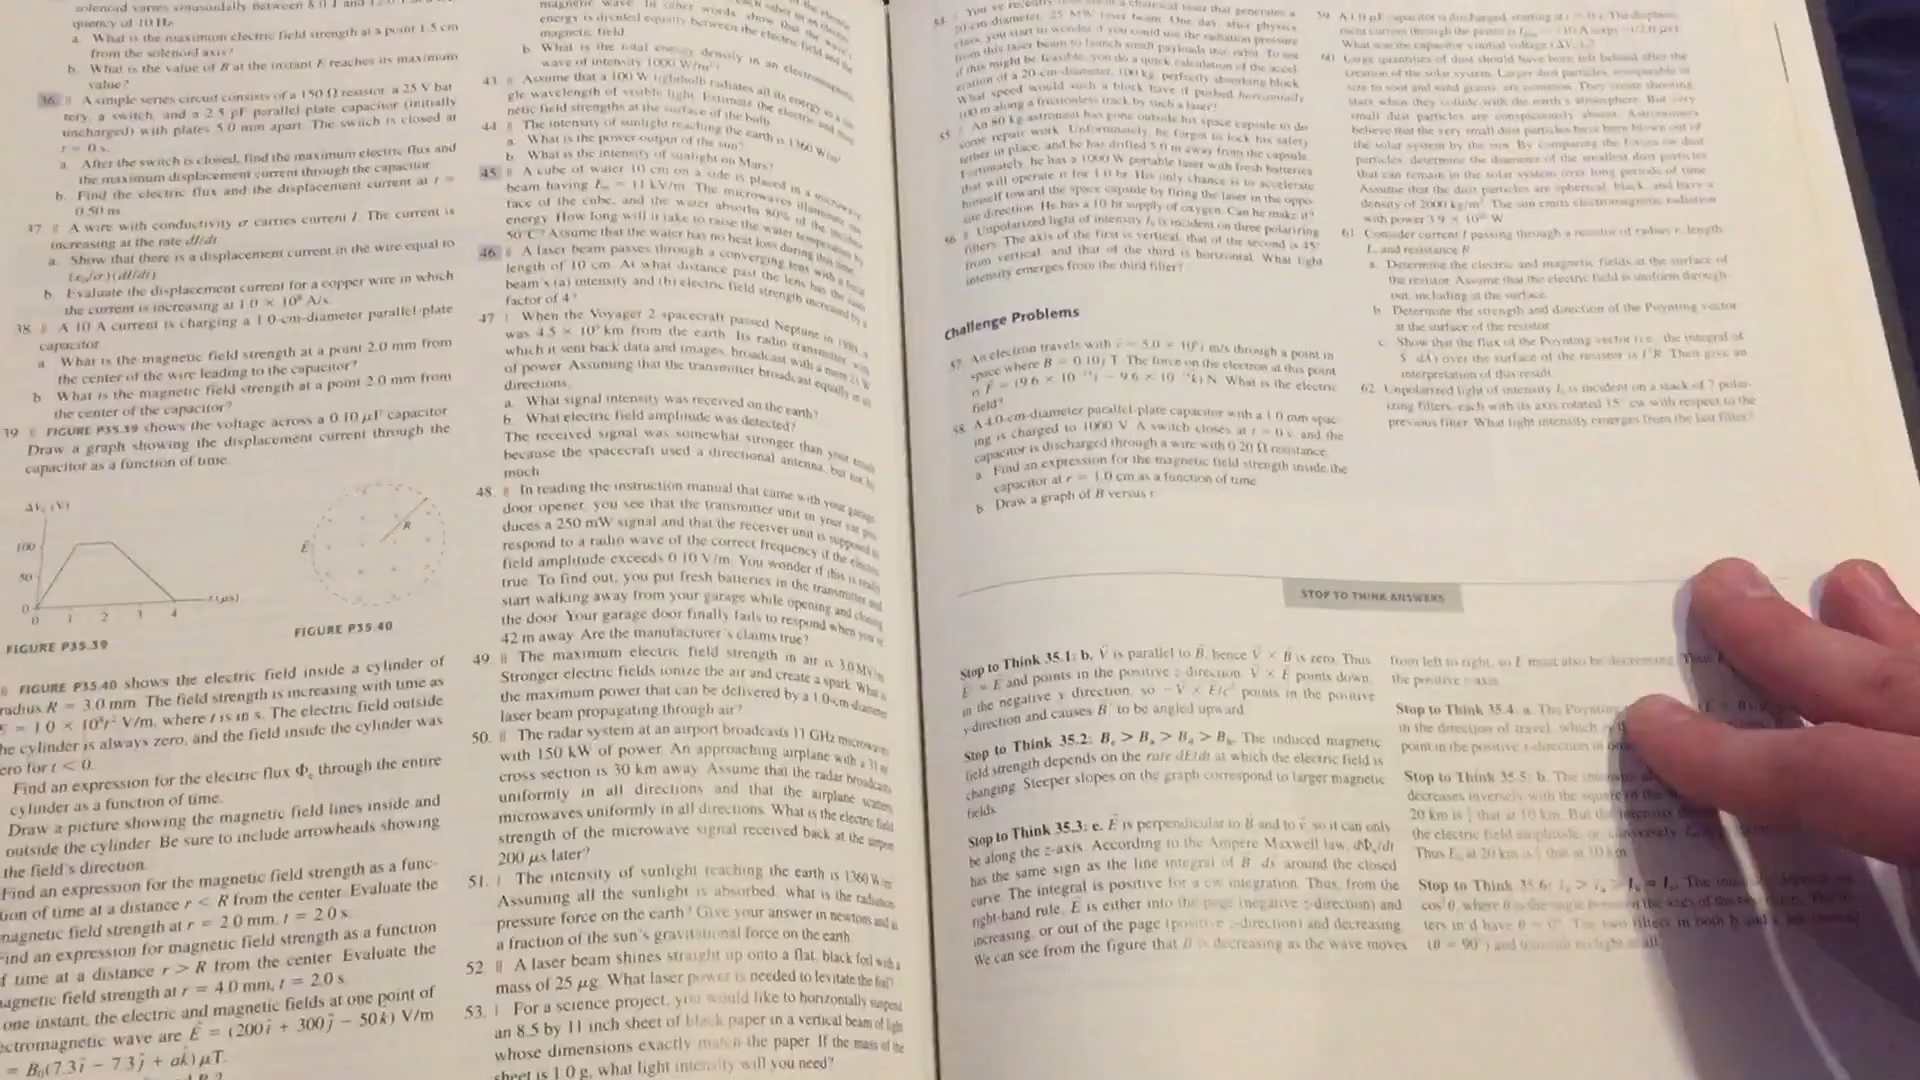 quency of 10 Hz.
a. What is the maximum electric field strength at a point 1.5 cm
from the solenoid axis?
b. What is the value of B at the instant E reaches its maximum
value?
36. A simple series circuit consists of a 150 Ω resistor, a 25 V bat
tery, a switch, and a 2.5 pF parallel plate capacitor (initially
uncharged) with plates 5.0 mm apart. The switch is closed at
t = 0 s.
a. After the switch is closed, find the maximum electric flux and
the maximum displacement current through the capacitor.
b. Find the electric flux and the displacement current at t =
0.50
37. A wire with conductivity σ carries current I. The current is
increasing at the rate dI/dt.
a. Show that there is a displacement current in the wire equal to
(ε₀/σ)(dI/dt).
b. Evaluate the displacement current for a copper wire in which
the current is increasing at 1.0 × 10⁶ A/s.
38. A 10 A current is charging a 1.0-cm-diameter parallel-plate
capacitor.
a. What is the magnetic field strength at a point 2.0 mm from
the center of the wire leading to the capacitor?
b. What is the magnetic field strength at a point 2.0 mm from
the center of the capacitor?
39. FIGURE P35.39 shows the voltage across a 0.10 μF capacitor.
Draw a graph showing the displacement current through the
capacitor as a function of time.
100
50
0
0 1 2 3 4
t (μs)
R
FIGURE P35.39
FIGURE P35.40
FIGURE P35.40 shows the electric field inside a cylinder of
radius R = 3.0 mm. The field strength is increasing with time as
= 1.0 × 10⁸t² V/m, where t is in s. The electric field outside
he cylinder is always zero, and the field inside the cylinder was
ero for t < 0.
Find an expression for the electric flux Φe through the entire
cylinder as a function of time.
Draw a picture showing the magnetic field lines inside and
outside the cylinder. Be sure to include arrowheads showing
the field's direction.
Find an expression for the magnetic field strength as a func-
ion of time at a distance r < R from the center. Evaluate the
magnetic field strength at r = 2.0 mm, t = 2.0 s.
Find an expression for magnetic field strength as a function
f time at a distance r > R from the center. Evaluate the
agnetic field strength at r = 4.0 mm, t = 2.0 s.
one instant, the electric and magnetic fields at one point of
ectromagnetic wave are E = (200i + 300j − 50k) V/m
= B₀(7.3i − 7.3j + ak) μT.
magnetic wave. In other words, show that the wave's
energy is divided equally between the electric field and the
magnetic field.
b. What is the total energy density in an electromagnetic
wave of intensity 1000 W/m²?
43. Assume that a 100 W lightbulb radiates all its energy as a sin
gle wavelength of visible light. Estimate the electric and mag
netic field strengths at the surface of the bulb.
44. The intensity of sunlight reaching the earth is 1360 W/m².
a. What is the power output of the sun?
b. What is the intensity of sunlight on Mars?
45. A cube of water 10 cm on a side is placed in a microwave
beam having E₀ = 11 kV/m. The microwaves illuminate one
face of the cube, and the water absorbs 80% of the incident
energy. How long will it take to raise the water temperature by
50°C? Assume that the water has no heat loss during this time.
46. A laser beam passes through a converging lens with a focal
length of 10 cm. At what distance past the lens has the laser
beam's (a) intensity and (b) electric field strength increased by a
factor of 4?
47. When the Voyager 2 spacecraft passed Neptune in 1989, it
was 4.5 × 10⁹ km from the earth. Its radio transmitter, with
which it sent back data and images, broadcast with a mere 21 W
of power. Assuming that the transmitter broadcast equally in all
directions,
a. What signal intensity was received on the earth?
b. What electric field amplitude was detected?
The received signal was somewhat stronger than your result
because the spacecraft used a directional antenna, but not by
much.
48. In reading the instruction manual that came with your garage
door opener, you see that the transmitter unit in your car pro
duces a 250 mW signal and that the receiver unit is supposed to
respond to a radio wave of the correct frequency if the electric
field amplitude exceeds 0.10 V/m. You wonder if this is really
true. To find out, you put fresh batteries in the transmitter and
start walking away from your garage while opening and closing
the door. Your garage door finally fails to respond when you're
42 m away. Are the manufacturer's claims true?
49. The maximum electric field strength in air is 3.0 MV/m.
Stronger electric fields ionize the air and create a spark. What is
the maximum power that can be delivered by a 1.0-cm-diameter
laser beam propagating through air?
50. The radar system at an airport broadcasts 11 GHz microwaves
with 150 kW of power. An approaching airplane with a 31 m²
cross section is 30 km away. Assume that the radar broadcasts
uniformly in all directions and that the airplane scatters
microwaves uniformly in all directions. What is the electric field
strength of the microwave signal received back at the airport
200 μs later?
51. The intensity of sunlight reaching the earth is 1360 W/m².
Assuming all the sunlight is absorbed, what is the radiation
pressure force on the earth? Give your answer in newtons and as
a fraction of the sun's gravitational force on the earth.
52. A laser beam shines straight up onto a flat, black foil with a
mass of 25 μg. What laser power is needed to levitate the foil?
53. For a science project, you would like to horizontally suspend
an 8.5 by 11 inch sheet of black paper in a vertical beam of light
whose dimensions exactly match the paper. If the mass of the
sheet is 1.0 g, what light intensity will you need?
54. You've recently a chemical laser that generates a
20-cm-diameter, 25 MW laser beam. One day, after physics
class, you start to wonder if you could use the radiation pressure
from this laser beam to launch small payloads into orbit. To see
if this might be feasible, you do a quick calculation of the accel
eration of a 20-cm-diameter, 100 kg, perfectly absorbing block.
What speed would such a block have if pushed horizontally
100 m along a frictionless track by such a laser?
55. An 80 kg astronaut has gone outside his space capsule to do
some repair work. Unfortunately, he forgot to lock his safety
tether in place, and he has drifted 5.0 m away from the capsule.
Fortunately, he has a 1000 W portable laser with fresh batteries
that will operate it for 1.0 hr. His only chance is to accelerate
himself toward the space capsule by firing the laser in the oppo
site direction. He has a 10 hr supply of oxygen. Can he make it?
56. Unpolarized light of intensity I₀ is incident on three polarizing
filters. The axis of the first is vertical, that of the second is 45°
from vertical, and that of the third is horizontal. What light
intensity emerges from the third filter?
Challenge Problems
57. An electron travels with v = 5.0 × 10⁶ i m/s through a point in
space where B = 0.10 j T. The force on the electron at this point
is F = (9.6 × 10⁻¹⁴ i − 9.6 × 10⁻¹⁴ k) N. What is the electric
field?
58. A 4.0-cm-diameter parallel-plate capacitor with a 1.0 mm spac
ing is charged to 1000 V. A switch closes at t = 0 s, and the
capacitor is discharged through a wire with 0.20 Ω resistance.
a. Find an expression for the magnetic field strength inside the
capacitor at r = 1.0 cm as a function of time.
b. Draw a graph of B versus t.
59. A 1.0 μF capacitor is discharged, starting at t = 0 s. The displace
ment current through the plates is
What was the capacitor's initial voltage (ΔVC)₀?
60. Large quantities of dust should have been left behind after the
creation of the solar system. Larger dust particles, comparable in
size to soot and sand grains, are common. They create shooting
stars when they collide with the earth's atmosphere. But very
small dust particles are conspicuously absent. Astronomers
believe that the very small dust particles have been blown out of
the solar system by the sun. By comparing the forces on dust
particles, determine the diameter of the smallest dust particles
that can remain in the solar system over long periods of time.
Assume that the dust particles are spherical, black, and have a
density of 2000 kg/m³. The sun emits electromagnetic radiation
with power 3.9 × 10²⁶ W.
61. Consider current I passing through a resistor of radius r, length
L, and resistance R.
a. Determine the electric and magnetic fields at the surface of
the resistor. Assume that the electric field is uniform through
out, including at the surface.
b. Determine the strength and direction of the Poynting vector
at the surface of the resistor.
c. Show that the flux of the Poynting vector (i.e., the integral of
S · dA) over the surface of the resistor is I²R. Then give an
interpretation of this result.
62. Unpolarized light of intensity I₀ is incident on a stack of 7 polar-
izing filters, each with its axis rotated 15° cw with respect to the
previous filter. What light intensity emerges from the last filter?
STOP TO THINK ANSWERS
Stop to Think 35.1: b. V is parallel to B, hence V × B is zero. Thus
E' = E and points in the positive z-direction. V × E points down,
in the negative y-direction, so −V × E/c² points in the positive
y-direction and causes B' to be angled upward.
Stop to Think 35.2: Bc > Ba > Bd > Bb. The induced magnetic
field strength depends on the rate dE/dt at which the electric field is
changing. Steeper slopes on the graph correspond to larger magnetic
fields.
Stop to Think 35.3: e. E is perpendicular to B and to v, so it can only
be along the z-axis. According to the Ampère-Maxwell law, dΦe/dt
has the same sign as the line integral of B · ds around the closed
curve. The integral is positive for a cw integration. Thus, from the
right-hand rule, E is either into the page (negative z-direction) and
increasing, or out of the page (positive z-direction) and decreasing.
We can see from the figure that B is decreasing as the wave moves
from left to right, so E must also be decreasing. Thus
the positive z-axis.
Stop to Think 35.4: a. The Poynting
in the direction of travel, which
point in the positive z-direction in
Stop to Think 35.5: b. The
decreases inversely with the square of the
20 km is that at 10 km. But the intensity
the electric field amplitude, or conversely,
Thus E₀ at 20 km is that at 10 km.
Stop to Think 35.6: The
cos²θ, where θ is the angle between the axes of the
ters in d have θ = 0°. The two filters in both b and c are crossed
(θ = 90°) and transmit no light at all.